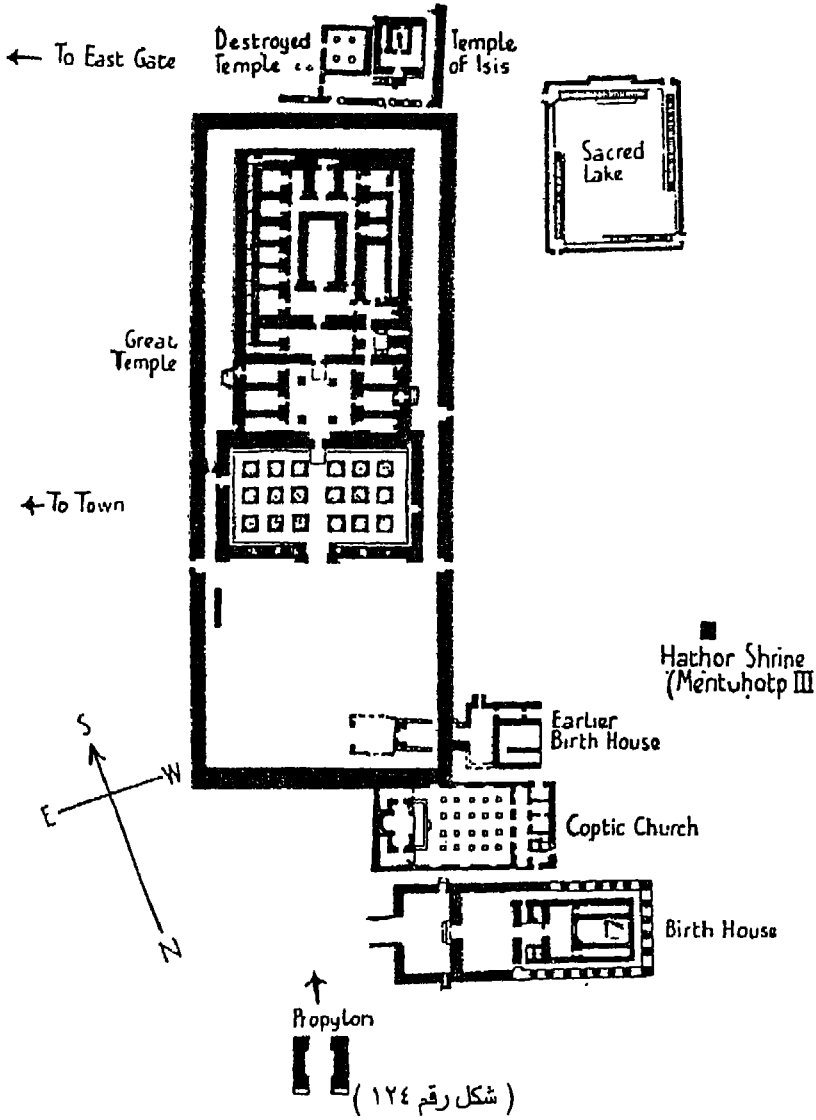 ← To East Gate
Destroyed
Temple
Temple
of Isis
Sacred
Lake
Great
Temple
← To Town
Hathor Shrine
(Mentuhotp III
Earlier
Birth House
S
W
E
N
Coptic Church
Birth House
Propylon
( شكل رقم ١٢٤ )